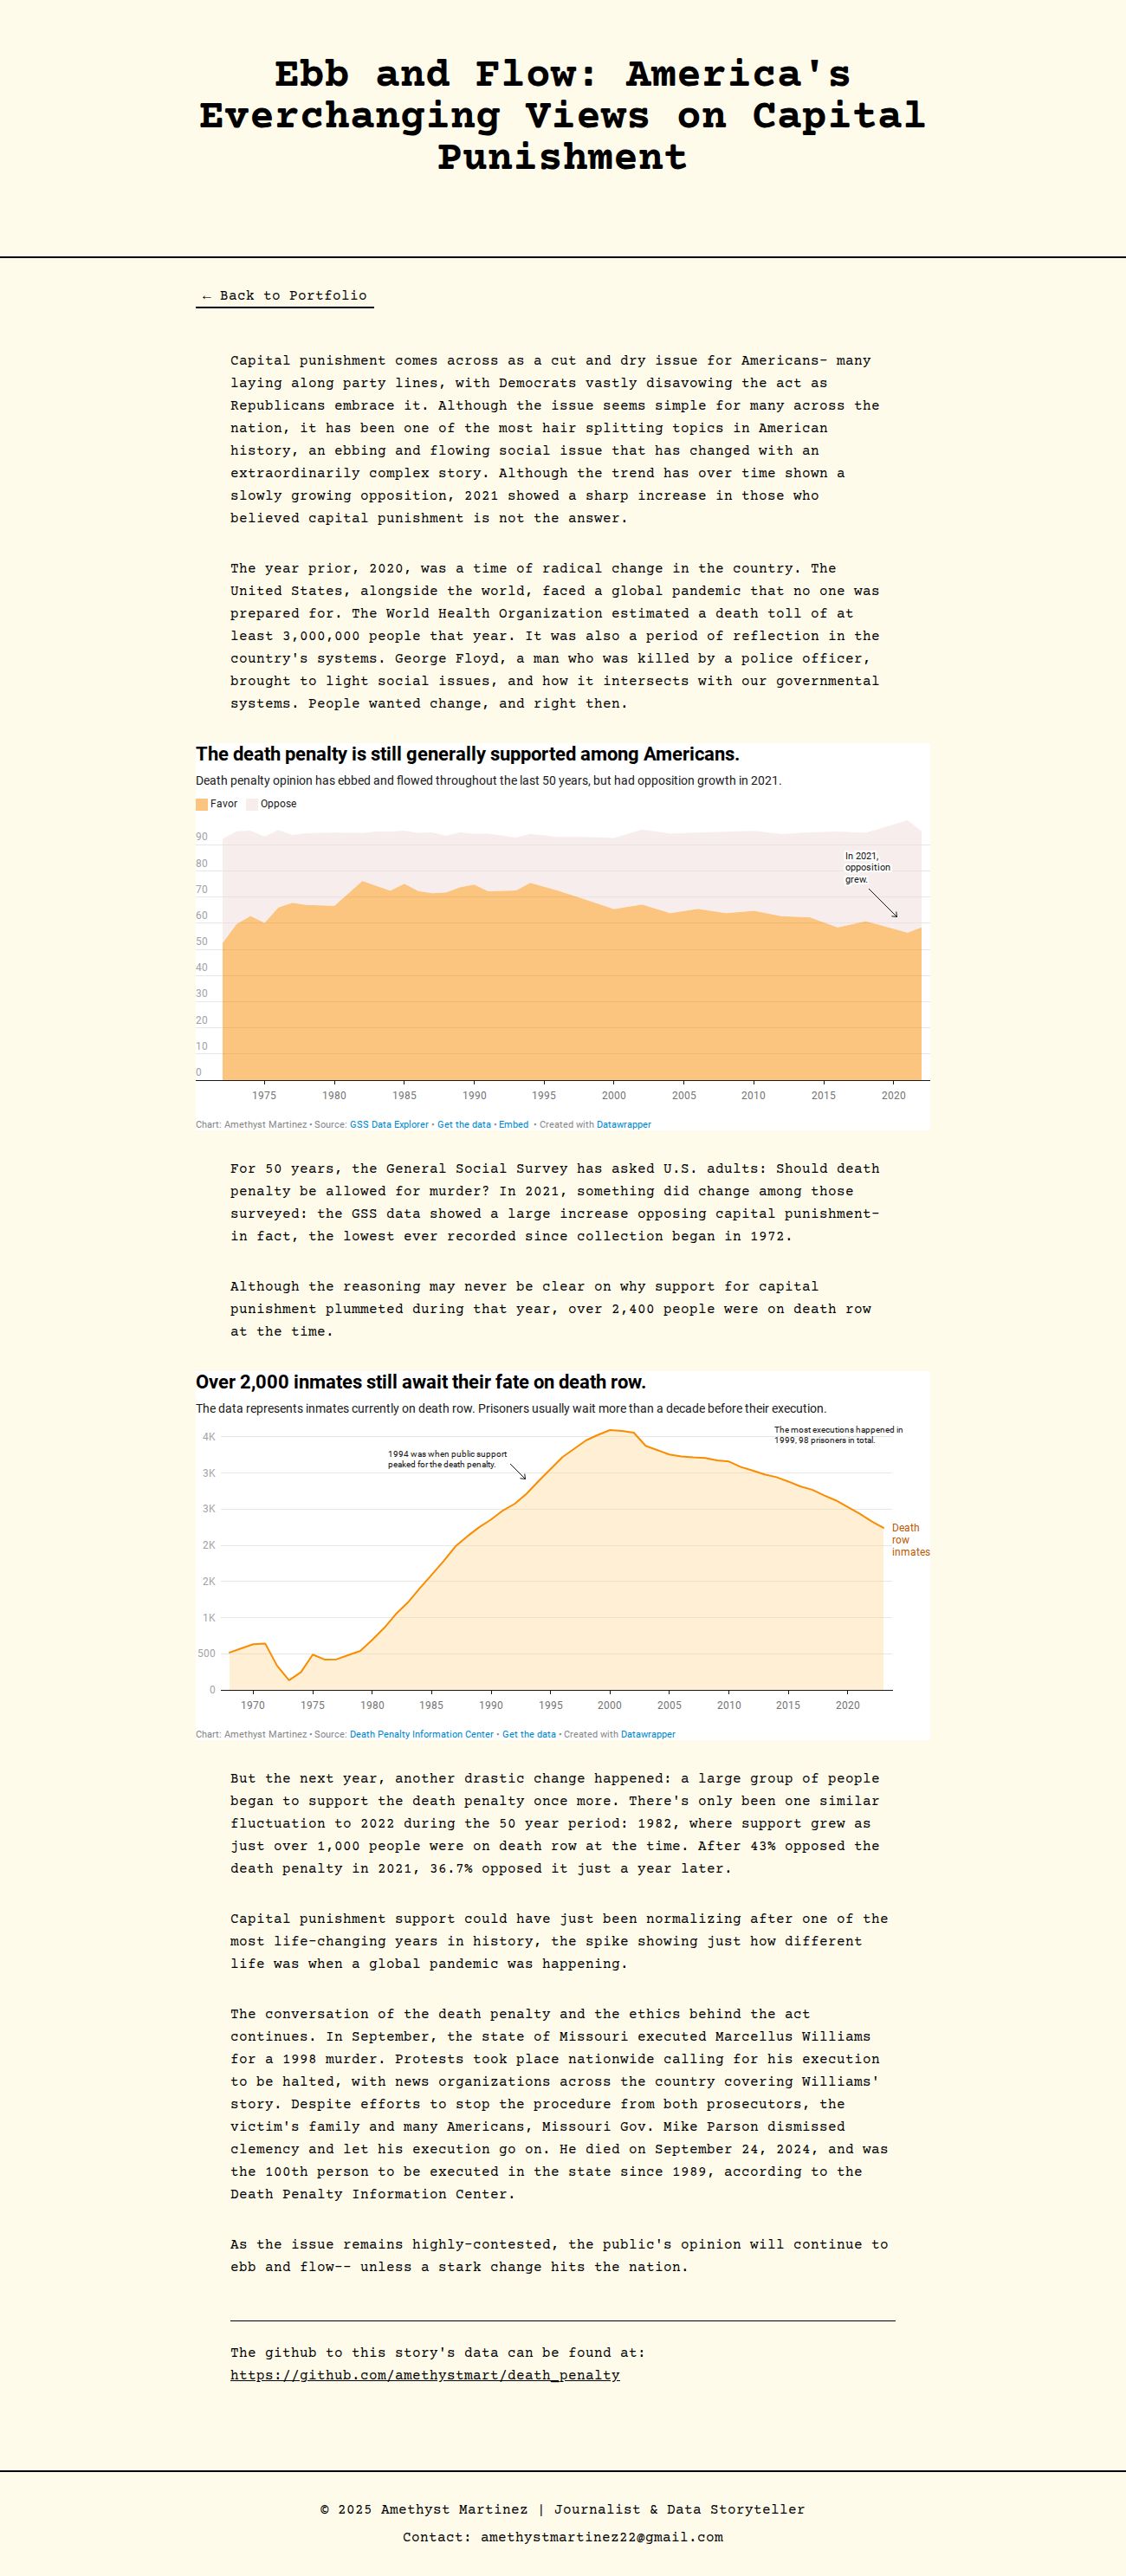 Ebb and Flow: America's
Everchanging Views on Capital
Punishment
← Back to Portfolio
Capital punishment comes across as a cut and dry issue for Americans- many
laying along party lines, with Democrats vastly disavowing the act as
Republicans embrace it. Although the issue seems simple for many across the
nation, it has been one of the most hair splitting topics in American
history, an ebbing and flowing social issue that has changed with an
extraordinarily complex story. Although the trend has over time shown a
slowly growing opposition, 2021 showed a sharp increase in those who
believed capital punishment is not the answer.
The year prior, 2020, was a time of radical change in the country. The
United States, alongside the world, faced a global pandemic that no one was
prepared for. The World Health Organization estimated a death toll of at
least 3,000,000 people that year. It was also a period of reflection in the
country's systems. George Floyd, a man who was killed by a police officer,
brought to light social issues, and how it intersects with our governmental
systems. People wanted change, and right then.
The death penalty is still generally supported among Americans.
Death penalty opinion has ebbed and flowed throughout the last 50 years, but had opposition growth in 2021.
Favor Oppose
90
80
70
60
50
40
30
20
10
0
In 2021,
opposition
grew.
1975 1980 1985 1990 1995 2000 2005 2010 2015 2020
Chart: Amethyst Martinez • Source: GSS Data Explorer • Get the data • Embed • Created with Datawrapper
For 50 years, the General Social Survey has asked U.S. adults: Should death
penalty be allowed for murder? In 2021, something did change among those
surveyed: the GSS data showed a large increase opposing capital punishment-
in fact, the lowest ever recorded since collection began in 1972.
Although the reasoning may never be clear on why support for capital
punishment plummeted during that year, over 2,400 people were on death row
at the time.
Over 2,000 inmates still await their fate on death row.
The data represents inmates currently on death row. Prisoners usually wait more than a decade before their execution.
4K
3K
3K
2K
2K
1K
500
0
1994 was when public support
peaked for the death penalty.
The most executions happened in
1999, 98 prisoners in total.
Death
row
inmates
1970 1975 1980 1985 1990 1995 2000 2005 2010 2015 2020
Chart: Amethyst Martinez • Source: Death Penalty Information Center • Get the data • Created with Datawrapper
But the next year, another drastic change happened: a large group of people
began to support the death penalty once more. There's only been one similar
fluctuation to 2022 during the 50 year period: 1982, where support grew as
just over 1,000 people were on death row at the time. After 43% opposed the
death penalty in 2021, 36.7% opposed it just a year later.
Capital punishment support could have just been normalizing after one of the
most life-changing years in history, the spike showing just how different
life was when a global pandemic was happening.
The conversation of the death penalty and the ethics behind the act
continues. In September, the state of Missouri executed Marcellus Williams
for a 1998 murder. Protests took place nationwide calling for his execution
to be halted, with news organizations across the country covering Williams'
story. Despite efforts to stop the procedure from both prosecutors, the
victim's family and many Americans, Missouri Gov. Mike Parson dismissed
clemency and let his execution go on. He died on September 24, 2024, and was
the 100th person to be executed in the state since 1989, according to the
Death Penalty Information Center.
As the issue remains highly-contested, the public's opinion will continue to
ebb and flow-- unless a stark change hits the nation.
The github to this story's data can be found at:
https://github.com/amethystmart/death_penalty
© 2025 Amethyst Martinez | Journalist & Data Storyteller
Contact: amethystmartinez22@gmail.com